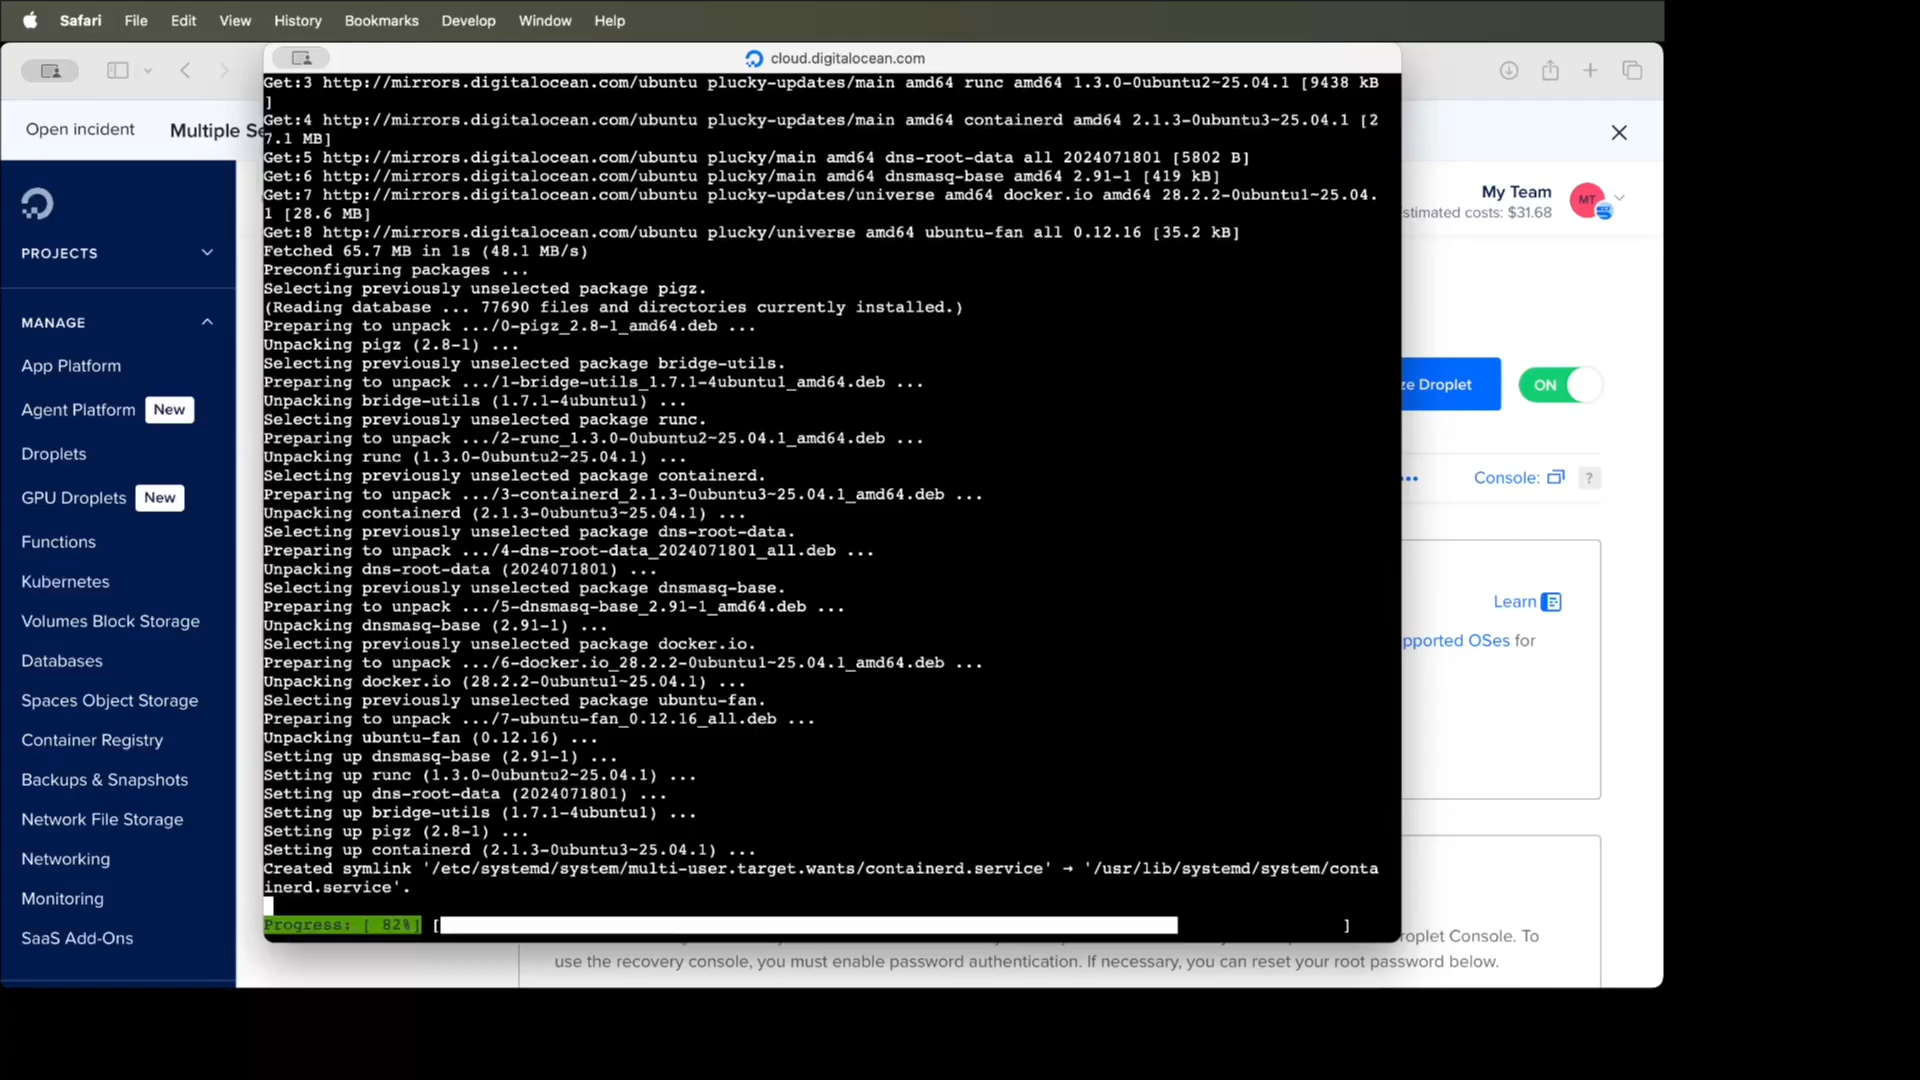 Safari File Edit View History Bookmarks Develop Window Help
cloud.digitalocean.com
Open incident Multiple Se
My Team
MT
stimated costs: $31.68
PROJECTS
MANAGE
App Platform
Agent Platform New
Droplets
GPU Droplets New
Functions
Kubernetes
Volumes Block Storage
Databases
Spaces Object Storage
Container Registry
Backups & Snapshots
Network File Storage
Networking
Monitoring
SaaS Add-Ons
Get:3 http://mirrors.digitalocean.com/ubuntu plucky-updates/main amd64 runc amd64 1.3.0-0ubuntu2~25.04.1 [9438 kB
]
Get:4 http://mirrors.digitalocean.com/ubuntu plucky-updates/main amd64 containerd amd64 2.1.3-0ubuntu3~25.04.1 [2
7.1 MB]
Get:5 http://mirrors.digitalocean.com/ubuntu plucky/main amd64 dns-root-data all 2024071801 [5802 B]
Get:6 http://mirrors.digitalocean.com/ubuntu plucky/main amd64 dnsmasq-base amd64 2.91-1 [419 kB]
Get:7 http://mirrors.digitalocean.com/ubuntu plucky-updates/universe amd64 docker.io amd64 28.2.2-0ubuntu1~25.04.
1 [28.6 MB]
Get:8 http://mirrors.digitalocean.com/ubuntu plucky/universe amd64 ubuntu-fan all 0.12.16 [35.2 kB]
Fetched 65.7 MB in 1s (48.1 MB/s)
Preconfiguring packages ...
Selecting previously unselected package pigz.
(Reading database ... 77690 files and directories currently installed.)
Preparing to unpack .../0-pigz_2.8-1_amd64.deb ...
Unpacking pigz (2.8-1) ...
Selecting previously unselected package bridge-utils.
Preparing to unpack .../1-bridge-utils_1.7.1-4ubuntu1_amd64.deb ...
Unpacking bridge-utils (1.7.1-4ubuntu1) ...
Selecting previously unselected package runc.
Preparing to unpack .../2-runc_1.3.0-0ubuntu2~25.04.1_amd64.deb ...
Unpacking runc (1.3.0-0ubuntu2~25.04.1) ...
Selecting previously unselected package containerd.
Preparing to unpack .../3-containerd_2.1.3-0ubuntu3~25.04.1_amd64.deb ...
Unpacking containerd (2.1.3-0ubuntu3~25.04.1) ...
Selecting previously unselected package dns-root-data.
Preparing to unpack .../4-dns-root-data_2024071801_all.deb ...
Unpacking dns-root-data (2024071801) ...
Selecting previously unselected package dnsmasq-base.
Preparing to unpack .../5-dnsmasq-base_2.91-1_amd64.deb ...
Unpacking dnsmasq-base (2.91-1) ...
Selecting previously unselected package docker.io.
Preparing to unpack .../6-docker.io_28.2.2-0ubuntu1~25.04.1_amd64.deb ...
Unpacking docker.io (28.2.2-0ubuntu1~25.04.1) ...
Selecting previously unselected package ubuntu-fan.
Preparing to unpack .../7-ubuntu-fan_0.12.16_all.deb ...
Unpacking ubuntu-fan (0.12.16) ...
Setting up dnsmasq-base (2.91-1) ...
Setting up runc (1.3.0-0ubuntu2~25.04.1) ...
Setting up dns-root-data (2024071801) ...
Setting up bridge-utils (1.7.1-4ubuntu1) ...
Setting up pigz (2.8-1) ...
Setting up containerd (2.1.3-0ubuntu3~25.04.1) ...
Created symlink '/etc/systemd/system/multi-user.target.wants/containerd.service' → '/usr/lib/systemd/system/conta
inerd.service'.
Progress: [ 82%] [ ]
ze Droplet ON
Console: ?
Learn
pported OSes for
roplet Console. To
use the recovery console, you must enable password authentication. If necessary, you can reset your root password below.